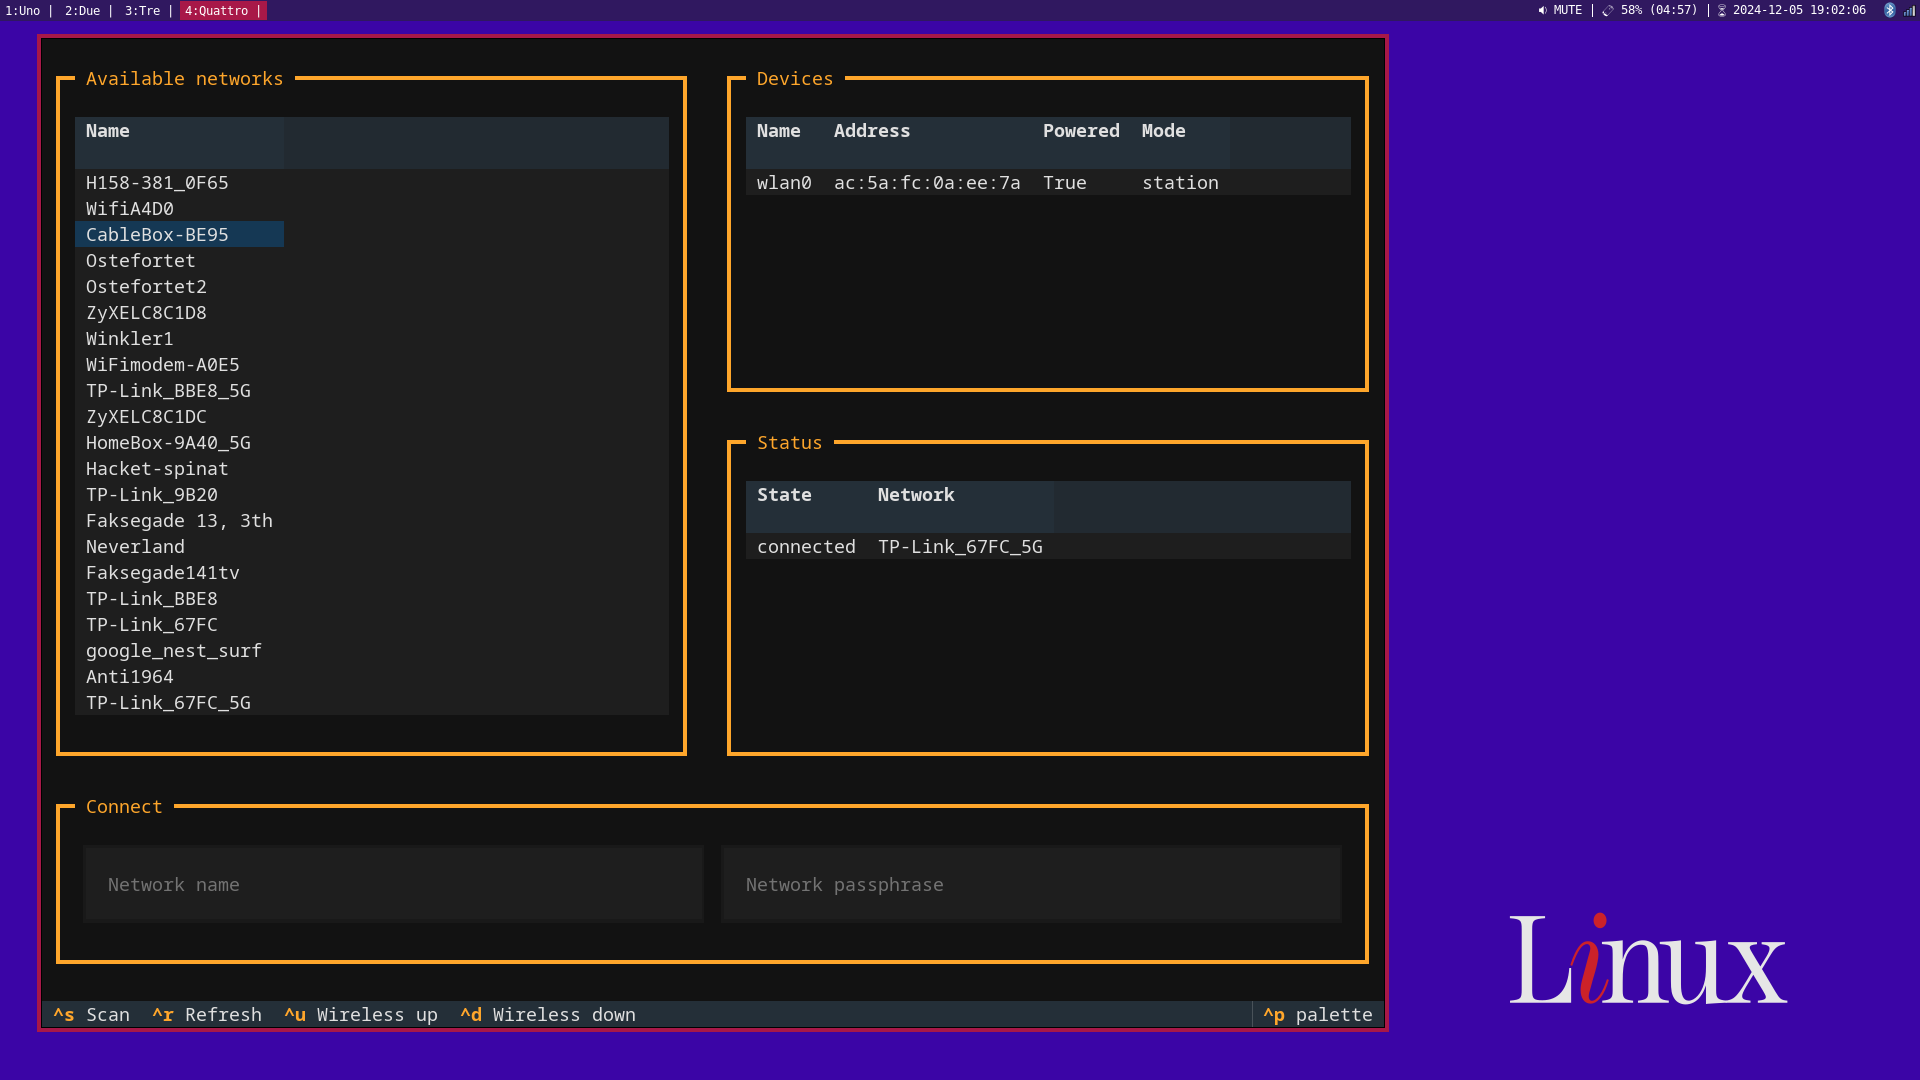 1:Uno | 2:Due | 3:Tre | 4:Quattro |
MUTE | 58% (04:57) | 2024-12-05 19:02:06
Available networks
Name
H158-381_0F65
WifiA4D0
CableBox-BE95
Ostefortet
Ostefortet2
ZyXELC8C1D8
Winkler1
WiFimodem-A0E5
TP-Link_BBE8_5G
ZyXELC8C1DC
HomeBox-9A40_5G
Hacket-spinat
TP-Link_9B20
Faksegade 13, 3th
Neverland
Faksegade141tv
TP-Link_BBE8
TP-Link_67FC
google_nest_surf
Anti1964
TP-Link_67FC_5G
Devices
Name Address Powered Mode
wlan0 ac:5a:fc:0a:ee:7a True station
Status
State Network
connected TP-Link_67FC_5G
Connect
Network name
Network passphrase
^s Scan ^r Refresh ^u Wireless up ^d Wireless down ^p palette
Linux